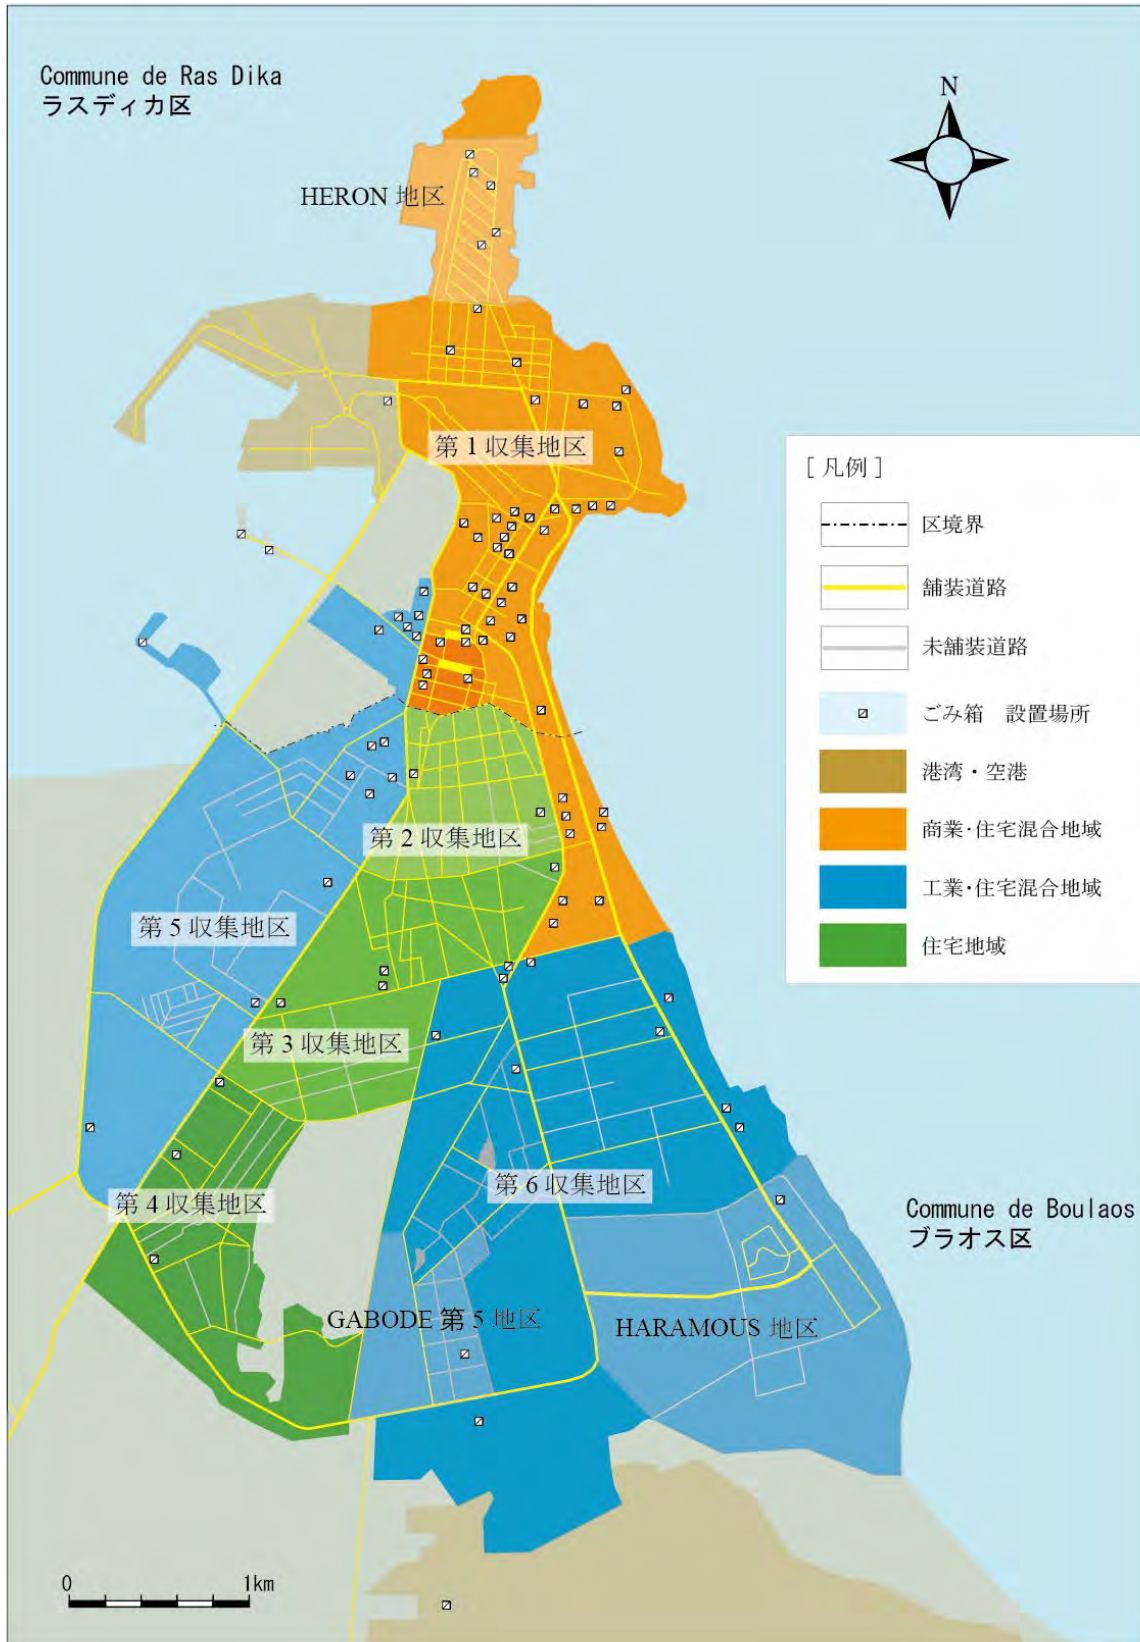 Commune de Ras Dika
ラスディカ区
N
HERON 地区
第 1 収集地区
[ 凡例 ]
区境界
舗装道路
未舗装道路
ごみ箱　設置場所
港湾・空港
商業・住宅混合地域
工業・住宅混合地域
住宅地域
第 2 収集地区
第 5 収集地区
第 3 収集地区
第 4 収集地区
第 6 収集地区
Commune de Boulaos
ブラオス区
GABODE 第 5 地区
HARAMOUS 地区
0 1km